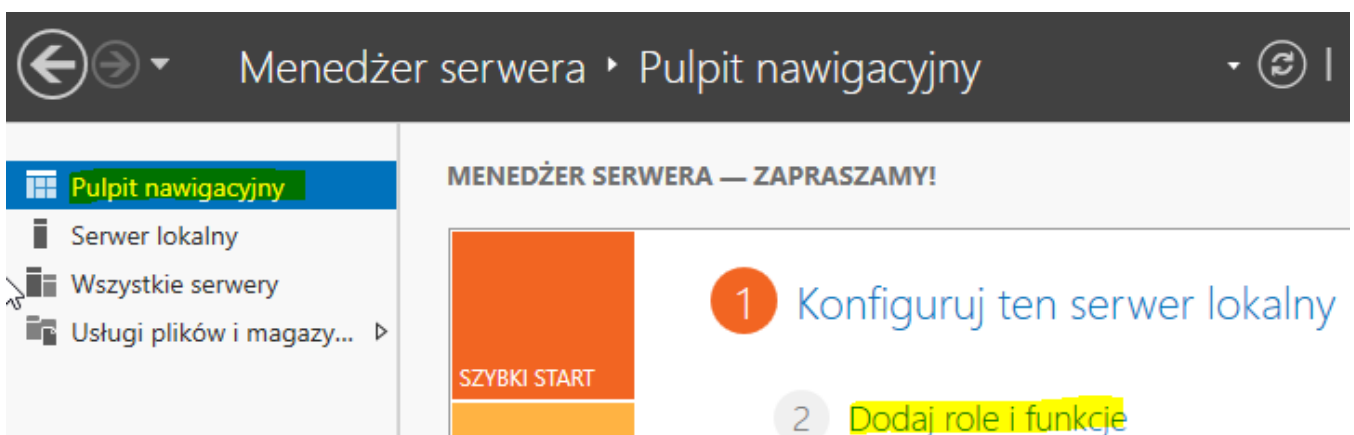 Menedżer serwera ‣ Pulpit nawigacyjny
Pulpit nawigacyjny
Serwer lokalny
Wszystkie serwery
Usługi plików i magazy...
MENEDŻER SERWERA — ZAPRASZAMY!
SZYBKI START
1 Konfiguruj ten serwer lokalny
2 Dodaj role i funkcje